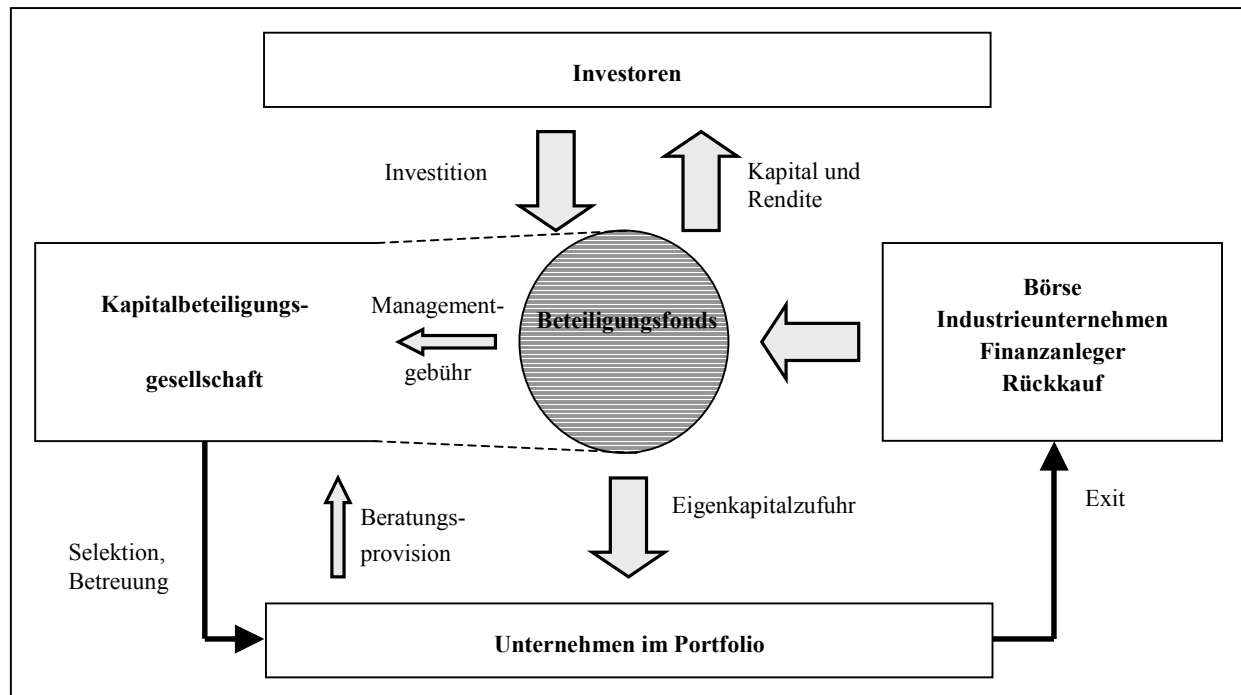 Investoren
Investition
Kapital und
Rendite
Kapitalbeteiligungs-
gesellschaft
Management-
gebühr
Beteiligungsfonds
Börse
Industrieunternehmen
Finanzanleger
Rückkauf
Selektion,
Betreuung
Beratungs-
provision
Eigenkapitalzufuhr
Exit
Unternehmen im Portfolio